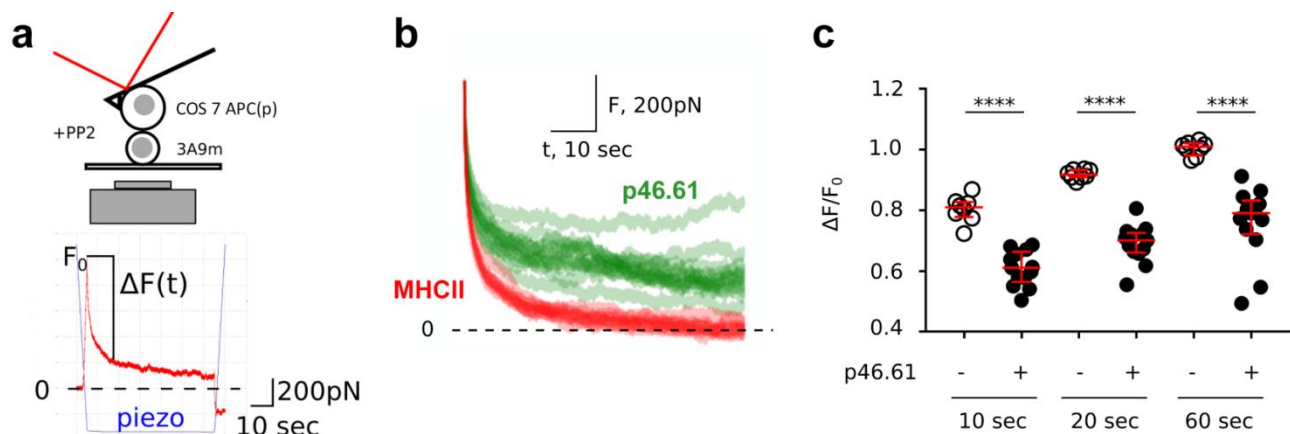 a
COS 7 APC(p)
+PP2
3A9m
F0
ΔF(t)
0
200pN
piezo
10 sec
b
F, 200pN
t, 10 sec
p46.61
MHCII
0
c
ΔF/F0
1.2
1.0
0.8
0.6
0.4
**** **** ****
p46.61 - + - + - +
10 sec 20 sec 60 sec